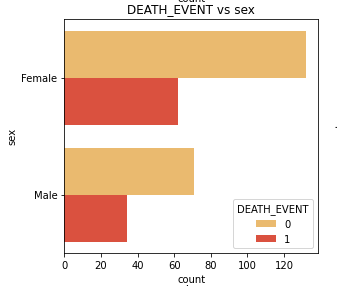 count
DEATH_EVENT vs sex
Female
sex
Male
DEATH_EVENT
0
1
0 20 40 60 80 100 120
count